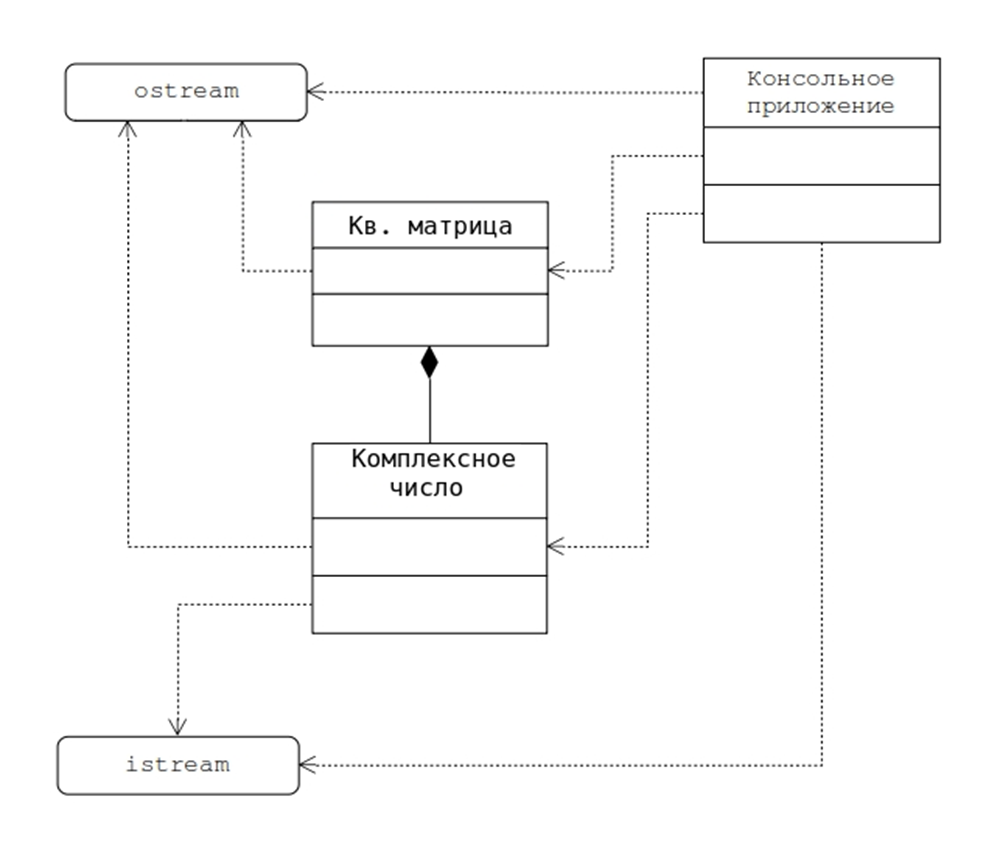 ostream
Консольное
приложение
Кв. матрица
Комплексное
число
istream